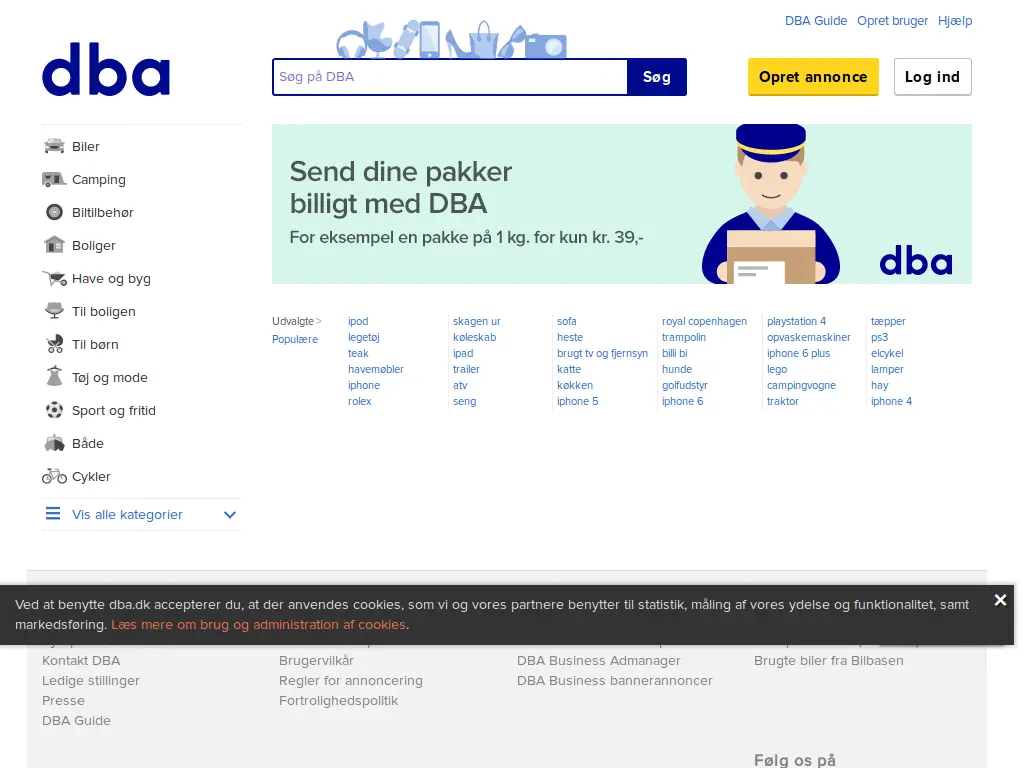 DBA Guide Opret bruger Hjælp
dba
Søg på DBA
Søg
Opret annonce
Log ind
Biler
Camping
Biltilbehør
Boliger
Have og byg
Til boligen
Til børn
Tøj og mode
Sport og fritid
Både
Cykler
Vis alle kategorier
Send dine pakker
billigt med DBA
For eksempel en pakke på 1 kg. for kun kr. 39,-
dba
Udvalgte >
Populære
ipod
legetøj
teak
havemøbler
iphone
rolex
skagen ur
køleskab
ipad
trailer
atv
seng
sofa
heste
brugt tv og fjernsyn
katte
køkken
iphone 5
royal copenhagen
trampolin
billi bi
hunde
golfudstyr
iphone 6
playstation 4
opvaskemaskiner
iphone 6 plus
lego
campingvogne
traktor
tæpper
ps3
elcykel
lamper
hay
iphone 4
Ved at benytte dba.dk accepterer du, at der anvendes cookies, som vi og vores partnere benytter til statistik, måling af vores ydelse og funktionalitet, samt
markedsføring. Læs mere om brug og administration af cookies.
Kontakt DBA
Ledige stillinger
Presse
DBA Guide
Brugervilkår
Regler for annoncering
Fortrolighedspolitik
DBA Business Admanager
DBA Business bannerannoncer
Brugte biler fra Bilbasen
Følg os på